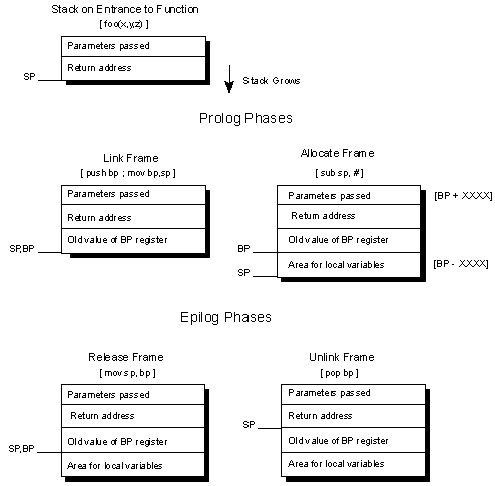 Stack on Entrance to Function
[ foo(x,y,z) ]
Parameters passed
Return address
SP
Stack Grows
Prolog Phases
Link Frame
[ push bp ; mov bp,sp ]
Parameters passed
Return address
Old value of BP register
SP,BP
Allocate Frame
[ sub sp, # ]
Parameters passed
[BP + XXXX]
Return address
Old value of BP register
BP
Area for local variables
[BP - XXXX]
SP
Epilog Phases
Release Frame
[ mov sp, bp ]
Parameters passed
Return address
Old value of BP register
SP,BP
Area for local variables
Unlink Frame
[ pop bp ]
Parameters passed
Return address
SP
Old value of BP register
Area for local variables